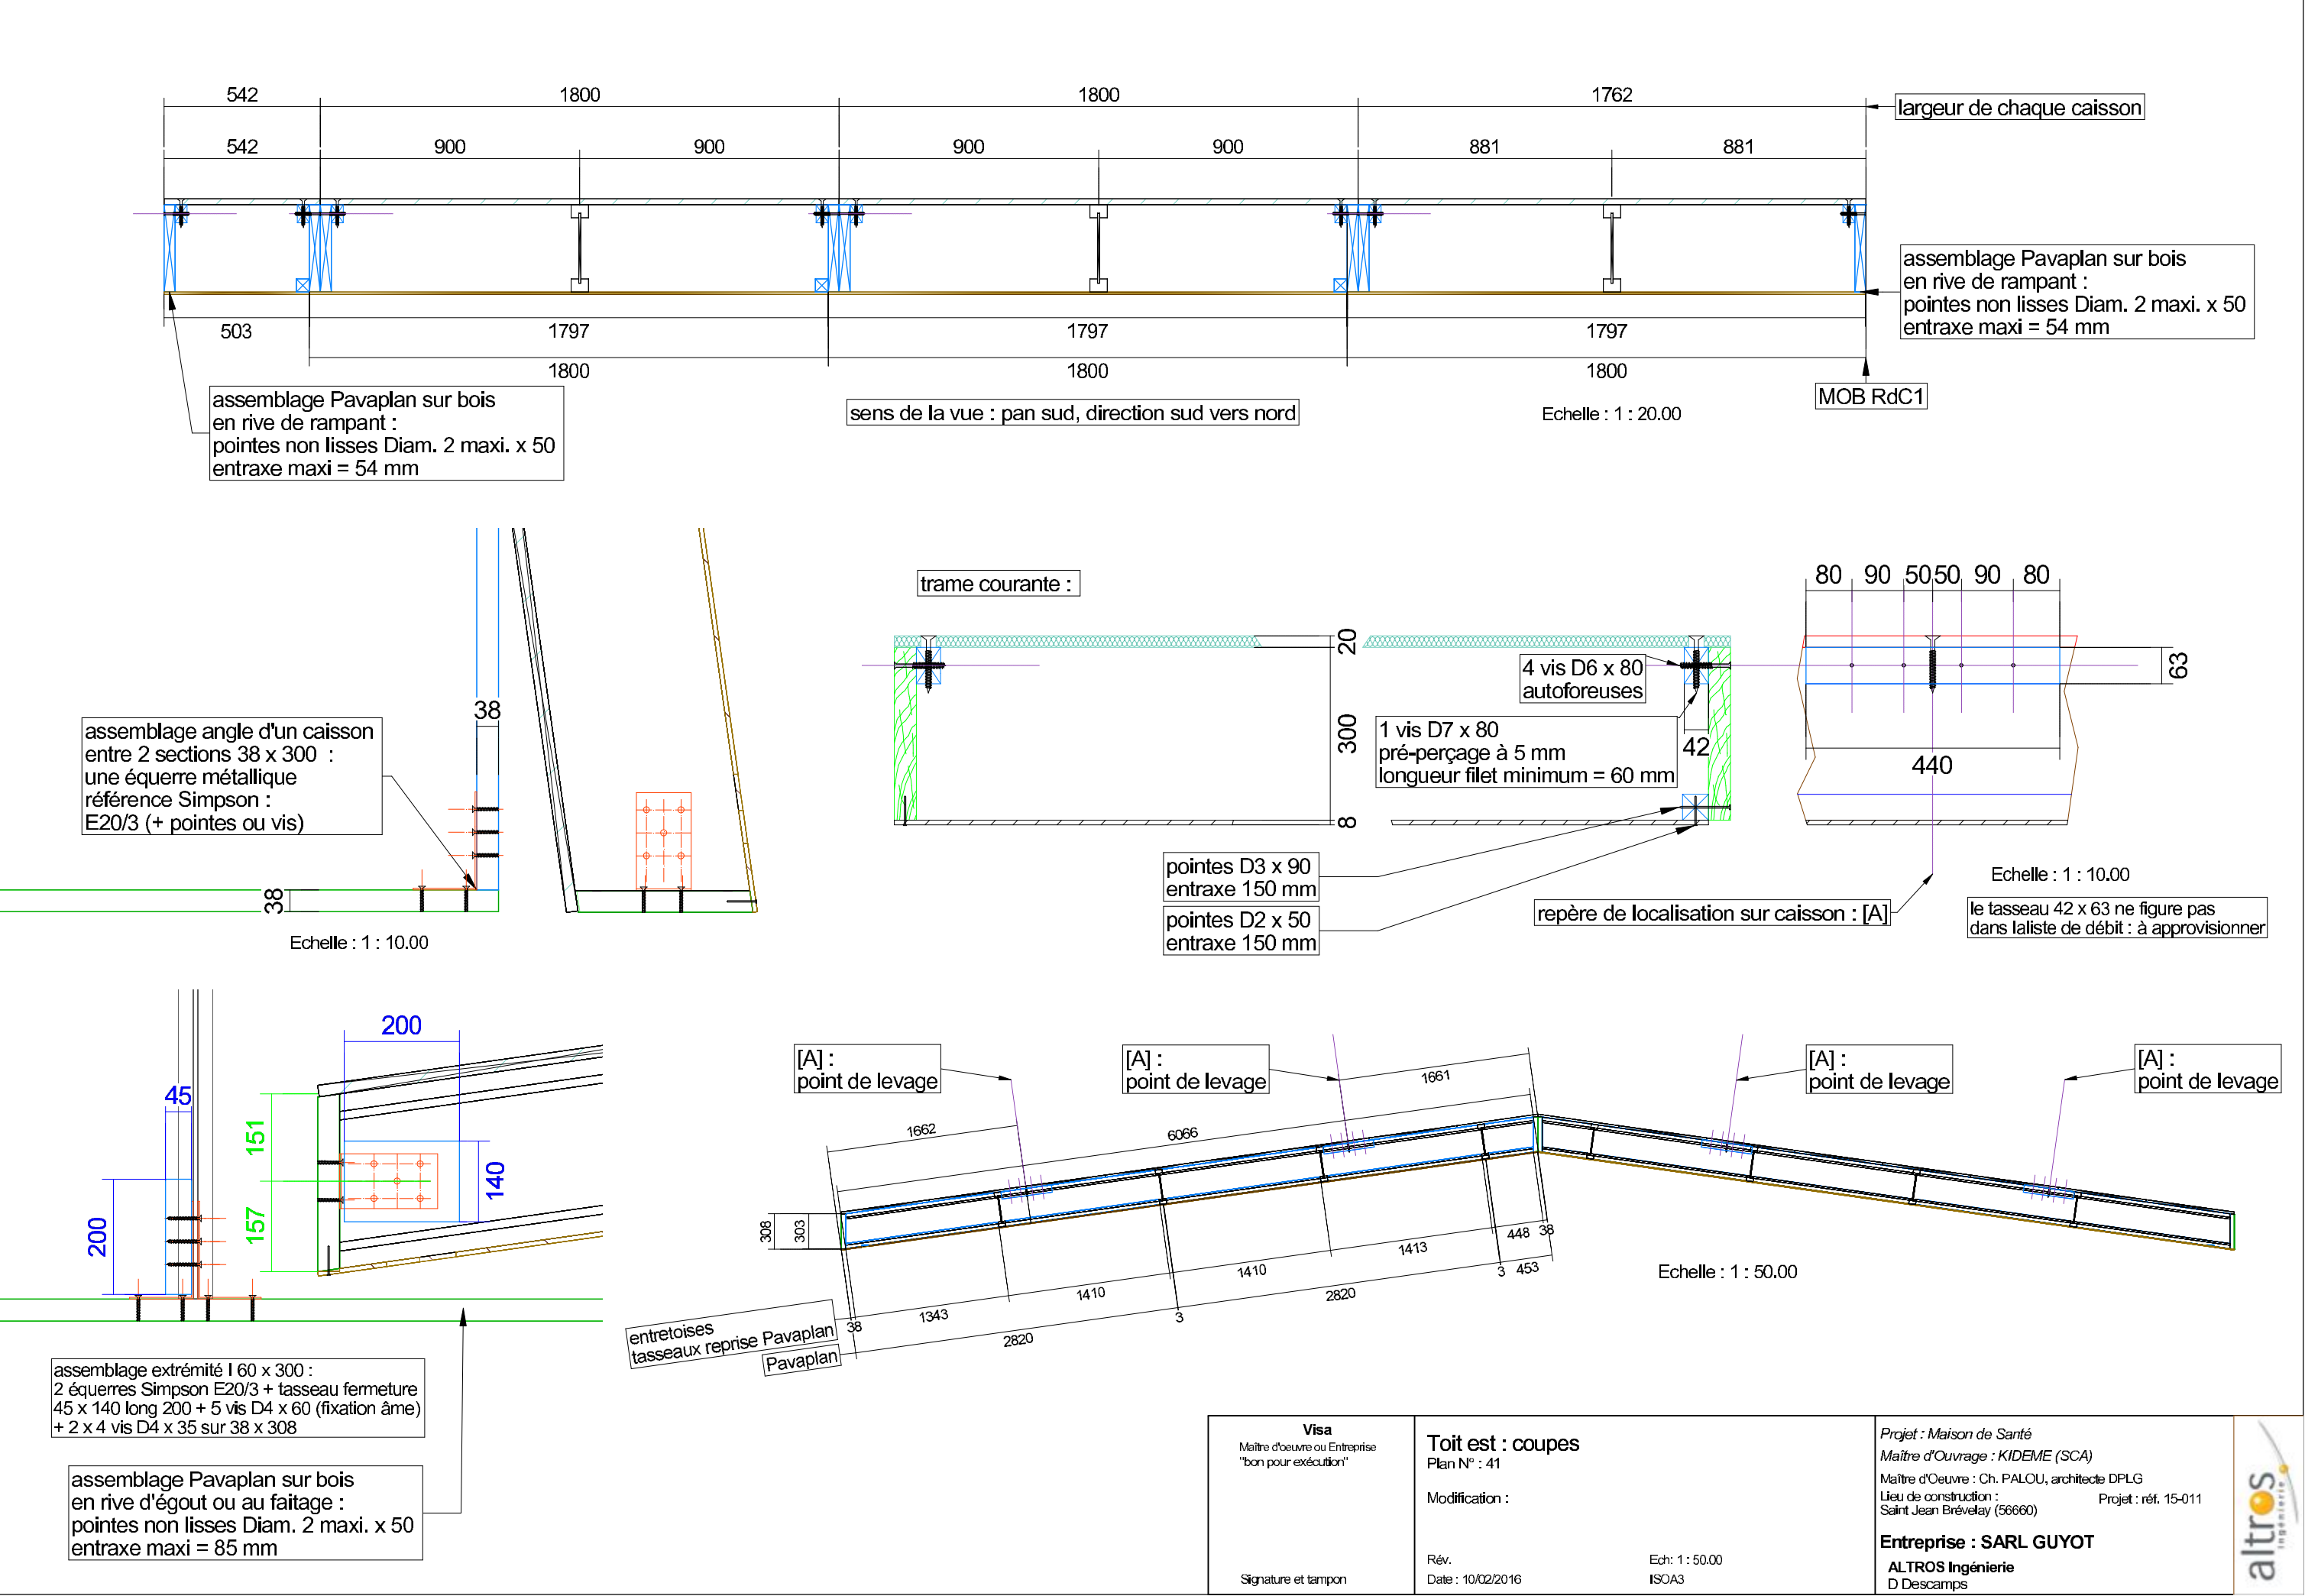 542
1800
1800
1762
largeur de chaque caisson
542
900
900
900
900
881
881
assemblage Pavaplan sur bois
en rive de rampant :
pointes non lisses Diam. 2 maxi. x 50
entraxe maxi = 54 mm
503
1797
1797
1797
1800
1800
1800
MOB RdC1
assemblage Pavaplan sur bois
en rive de rampant :
pointes non lisses Diam. 2 maxi. x 50
entraxe maxi = 54 mm
sens de la vue : pan sud, direction sud vers nord
Echelle : 1 : 20.00
assemblage angle d'un caisson
entre 2 sections 38 x 300 :
une équerre métallique
référence Simpson :
E20/3 (+ pointes ou vis)
38
38
Echelle : 1 : 10.00
trame courante :
20
300
8
4 vis D6 x 80
autoforeuses
1 vis D7 x 80
pré-perçage à 5 mm
longueur filet minimum = 60 mm
42
pointes D3 x 90
entraxe 150 mm
pointes D2 x 50
entraxe 150 mm
80 90 50 50 90 80
63
440
repère de localisation sur caisson : [A]
Echelle : 1 : 10.00
le tasseau 42 x 63 ne figure pas
dans laliste de débit : à approvisionner
200
45
151
157
140
200
assemblage extrémité I 60 x 300 :
2 équerres Simpson E20/3 + tasseau fermeture
45 x 140 long 200 + 5 vis D4 x 60 (fixation âme)
+ 2 x 4 vis D4 x 35 sur 38 x 308
assemblage Pavaplan sur bois
en rive d'égout ou au faitage :
pointes non lisses Diam. 2 maxi. x 50
entraxe maxi = 85 mm
[A] :
point de levage
[A] :
point de levage
[A] :
point de levage
[A] :
point de levage
1662
1661
6066
308
303
38
1343
1410
1410
1413
448
38
2820
3
2820
3
453
entretoises
tasseaux reprise Pavaplan
Pavaplan
Echelle : 1 : 50.00
Visa
Maître d'oeuvre ou Entreprise
"bon pour exécution"
Signature et tampon
Toit est : coupes
Plan N° : 41
Modification :
Rév.
Ech: 1 : 50.00
Date : 10/02/2016
ISOA3
Projet : Maison de Santé
Maître d'Ouvrage : KIDEME (SCA)
Maître d'Oeuvre : Ch. PALOU, architecte DPLG
Lieu de construction :
Saint Jean Brévelay (56660)
Projet : réf. 15-011
Entreprise : SARL GUYOT
ALTROS Ingénierie
D Descamps
altros
Ingénierie